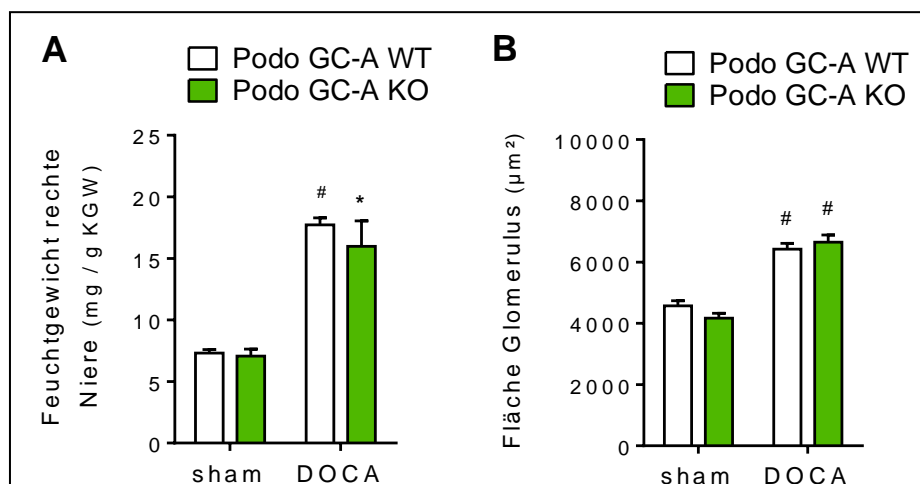 A
Podo GC-A WT
Podo GC-A KO
Feuchtgewicht rechte
Niere (mg / g KGW)
25
20
15
10
5
0
#
*
sham
DOCA
B
Podo GC-A WT
Podo GC-A KO
Fläche Glomerulus (µm²)
10000
8000
6000
4000
2000
0
#
#
sham
DOCA